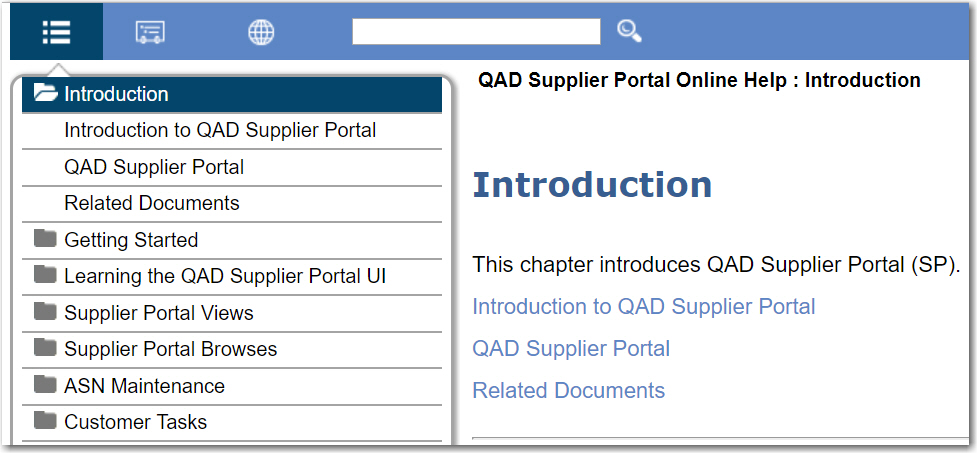 Introduction
Introduction to QAD Supplier Portal
QAD Supplier Portal
Related Documents
Getting Started
Learning the QAD Supplier Portal UI
Supplier Portal Views
Supplier Portal Browses
ASN Maintenance
Customer Tasks
QAD Supplier Portal Online Help : Introduction
Introduction
This chapter introduces QAD Supplier Portal (SP).
Introduction to QAD Supplier Portal
QAD Supplier Portal
Related Documents